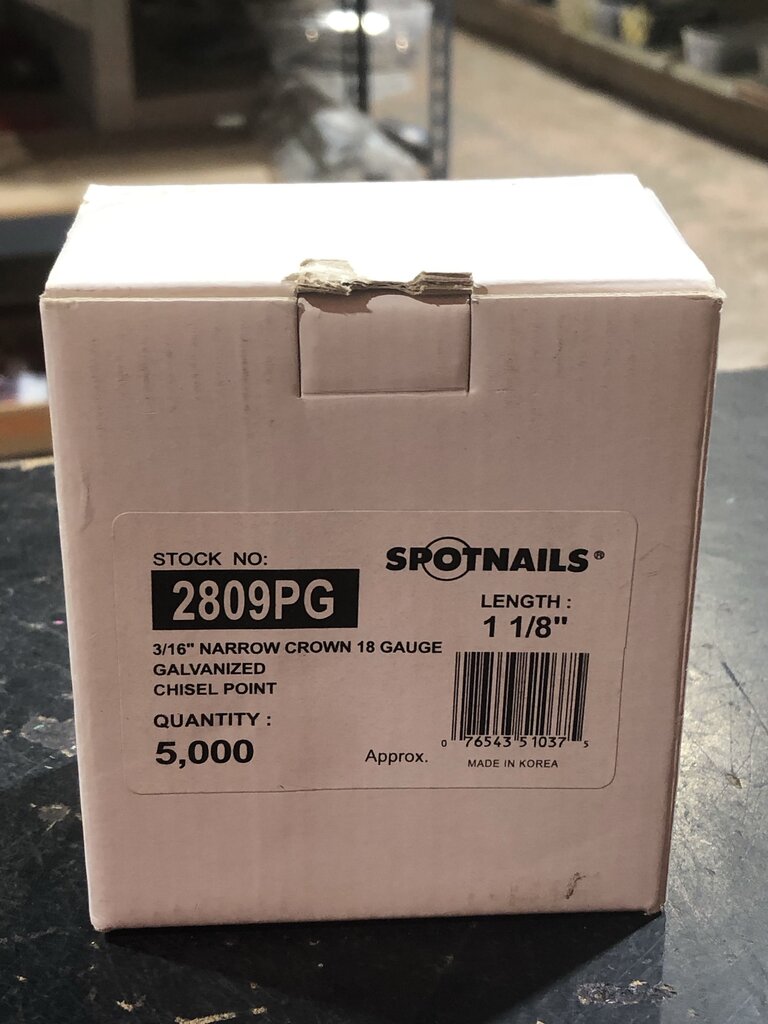 STOCK NO:
2809PG
3/16" NARROW CROWN 18 GAUGE
GALVANIZED
CHISEL POINT
QUANTITY :
5,000
Approx.
SPOTNAILS®
LENGTH :
1 1/8"
0 76543 51037 5
MADE IN KOREA